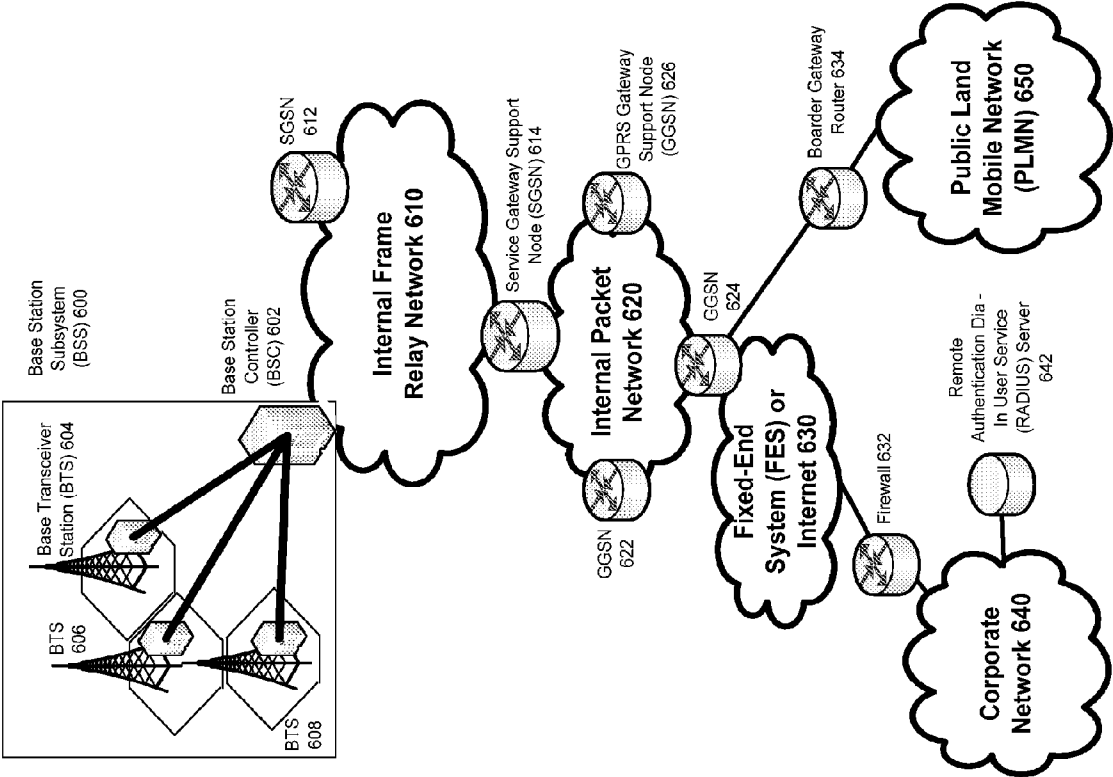 Base Station
Subsystem
(BSS) 600
Base Transceiver
Station (BTS) 604
BTS
606
BTS
608
Base Station
Controller
(BSC) 602
SGSN
612
Internal Frame
Relay Network 610
Service Gateway Support
Node (SGSN) 614
GPRS Gateway
Support Node
(GGSN) 626
Internal Packet
Network 620
GGSN
622
GGSN
624
Boarder Gateway
Router 634
Public Land
Mobile Network
(PLMN) 650
Fixed-End
System (FES) or
Internet 630
Firewall 632
Remote
Authentication Dia -
In User Service
(RADIUS) Server
642
Corporate
Network 640